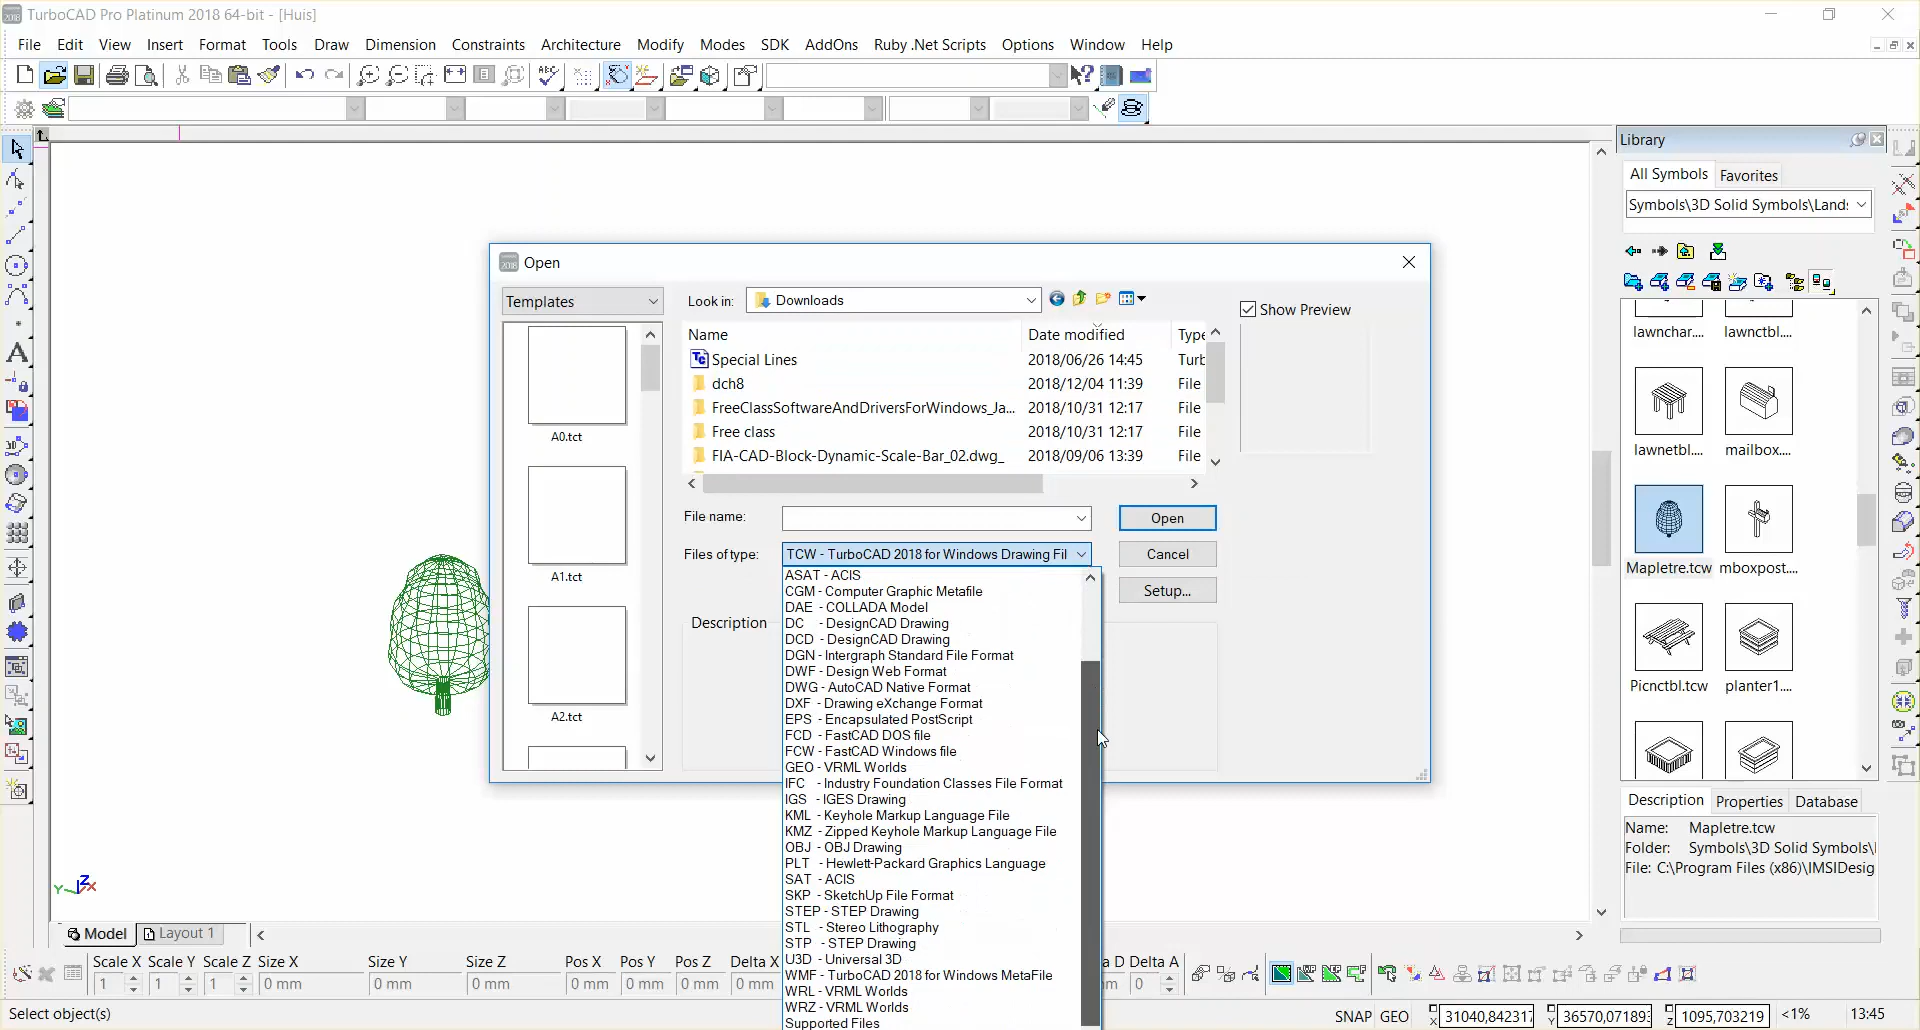 TurboCAD Pro Platinum 2018 64-bit - [Huis]
File Edit View Insert Format Tools Draw Dimension Constraints Architecture Modify Modes SDK AddOns Ruby .Net Scripts Options Window Help
Library
All Symbols Favorites
Symbols\3D Solid Symbols\Land:
lawnchar.... lawnctbl....
lawnetbl.... mailbox....
Mapletre.tcw mboxpost....
Picnctbl.tcw planter1....
Description Properties Database
Name: Mapletre.tcw
Folder: Symbols\3D Solid Symbols\
File: C:\Program Files (x86)\IMSIDesig
Open
Templates
A0.tct
A1.tct
A2.tct
Look in: Downloads
Show Preview
Name Date modified Type
Special Lines 2018/06/26 14:45 Turb
dch8 2018/12/04 11:39 File
FreeClassSoftwareAndDriversForWindows_Ja... 2018/10/31 12:17 File
Free class 2018/10/31 12:17 File
FIA-CAD-Block-Dynamic-Scale-Bar_02.dwg_ 2018/09/06 13:39 File
File name: Open
Files of type: TCW - TurboCAD 2018 for Windows Drawing Fil Cancel
Setup...
Description
ASAT - ACIS
CGM - Computer Graphic Metafile
DAE - COLLADA Model
DC - DesignCAD Drawing
DCD - DesignCAD Drawing
DGN - Intergraph Standard File Format
DWF - Design Web Format
DWG - AutoCAD Native Format
DXF - Drawing eXchange Format
EPS - Encapsulated PostScript
FCD - FastCAD DOS file
FCW - FastCAD Windows file
GEO - VRML Worlds
IFC - Industry Foundation Classes File Format
IGS - IGES Drawing
KML - Keyhole Markup Language File
KMZ - Zipped Keyhole Markup Language File
OBJ - OBJ Drawing
PLT - Hewlett-Packard Graphics Language
SAT - ACIS
SKP - SketchUp File Format
STEP - STEP Drawing
STL - Stereo Lithography
STP - STEP Drawing
U3D - Universal 3D
WMF - TurboCAD 2018 for Windows MetaFile
WRL - VRML Worlds
WRZ - VRML Worlds
Supported Files
Y Z X
Model Layout 1
Scale X Scale Y Scale Z Size X Size Y Size Z Pos X Pos Y Pos Z Delta X a D Delta A
1 1 1 0 mm 0 mm 0 mm 0 mm 0 mm 0 mm 0 mm m 0
Select object(s) SNAP GEO X 31040,842317 Y 36570,07189 Z 1095,703219 <1% 13:45